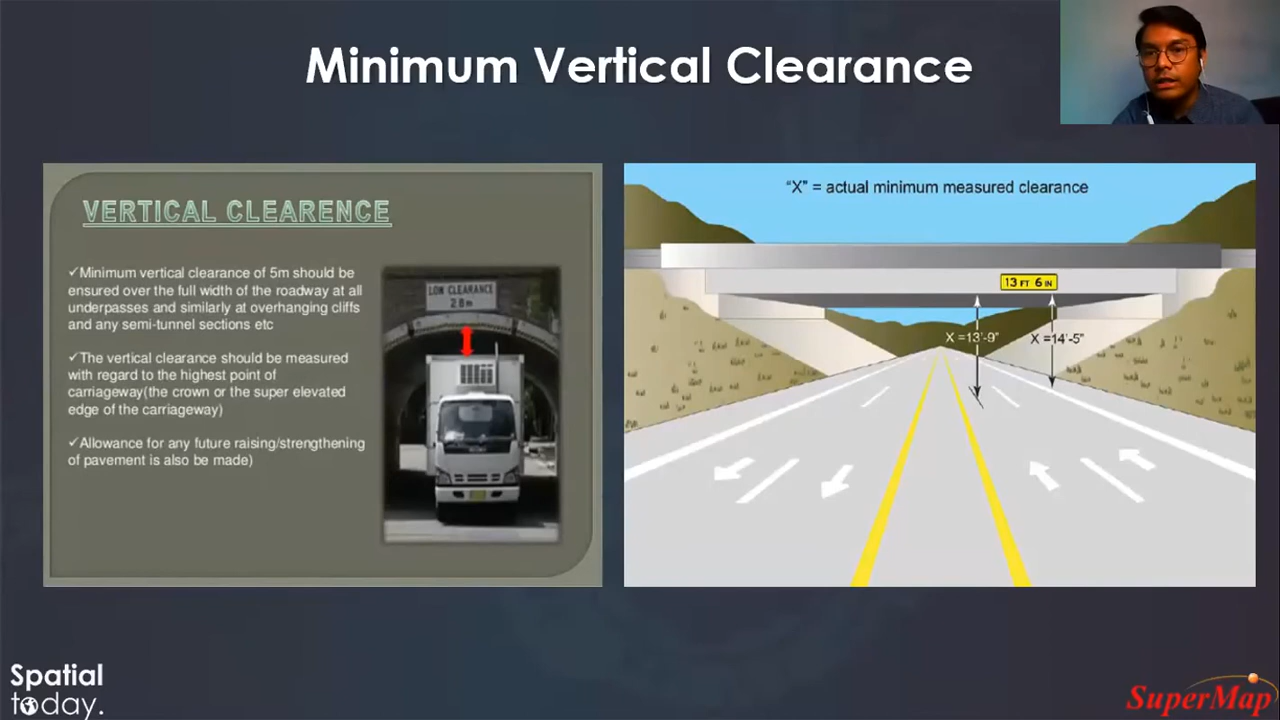 Minimum Vertical Clearance
VERTICAL CLEARENCE
✓Minimum vertical clearance of 5m should be
ensured over the full width of the roadway at all
underpasses and similarly at overhanging cliffs
and any semi-tunnel sections etc
✓The vertical clearance should be measured
with regard to the highest point of
carriageway(the crown or the super elevated
edge of the carriageway)
✓Allowance for any future raising/strengthening
of pavement is also be made)
LOW CLEARANCE
2.8m
"X" = actual minimum measured clearance
13 FT 6 IN
X =13'-9"
X =14'-5"
Spatial
today.
SuperMap